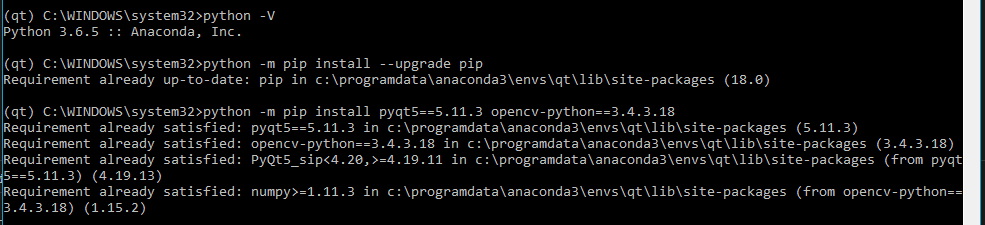 (qt) C:\WINDOWS\system32>python -V
Python 3.6.5 :: Anaconda, Inc.
(qt) C:\WINDOWS\system32>python -m pip install --upgrade pip
Requirement already up-to-date: pip in c:\programdata\anaconda3\envs\qt\lib\site-packages (18.0)
(qt) C:\WINDOWS\system32>python -m pip install pyqt5==5.11.3 opencv-python==3.4.3.18
Requirement already satisfied: pyqt5==5.11.3 in c:\programdata\anaconda3\envs\qt\lib\site-packages (5.11.3)
Requirement already satisfied: opencv-python==3.4.3.18 in c:\programdata\anaconda3\envs\qt\lib\site-packages (3.4.3.18)
Requirement already satisfied: PyQt5_sip<4.20,>=4.19.11 in c:\programdata\anaconda3\envs\qt\lib\site-packages (from pyqt
5==5.11.3) (4.19.13)
Requirement already satisfied: numpy>=1.11.3 in c:\programdata\anaconda3\envs\qt\lib\site-packages (from opencv-python==
3.4.3.18) (1.15.2)